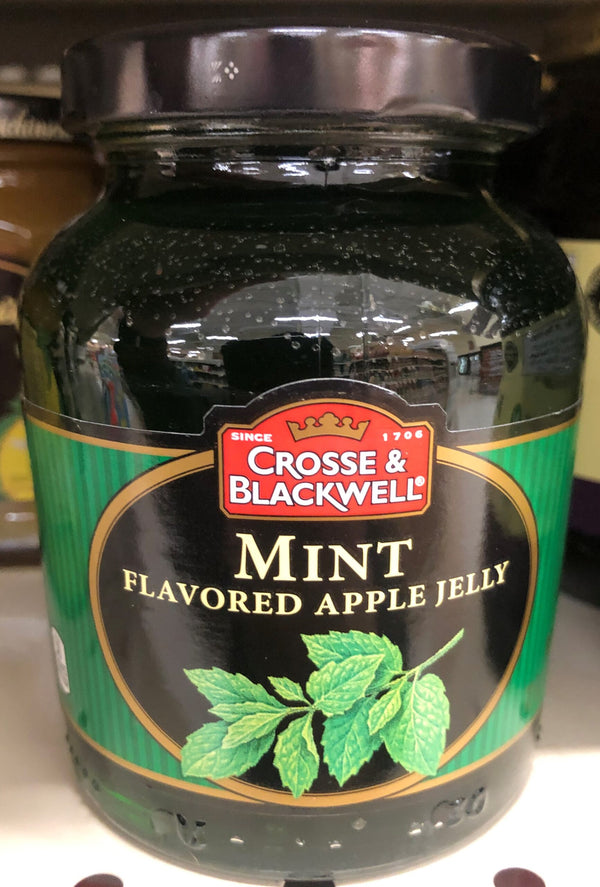 SINCE 1706
CROSSE &
BLACKWELL®
MINT
FLAVORED APPLE JELLY